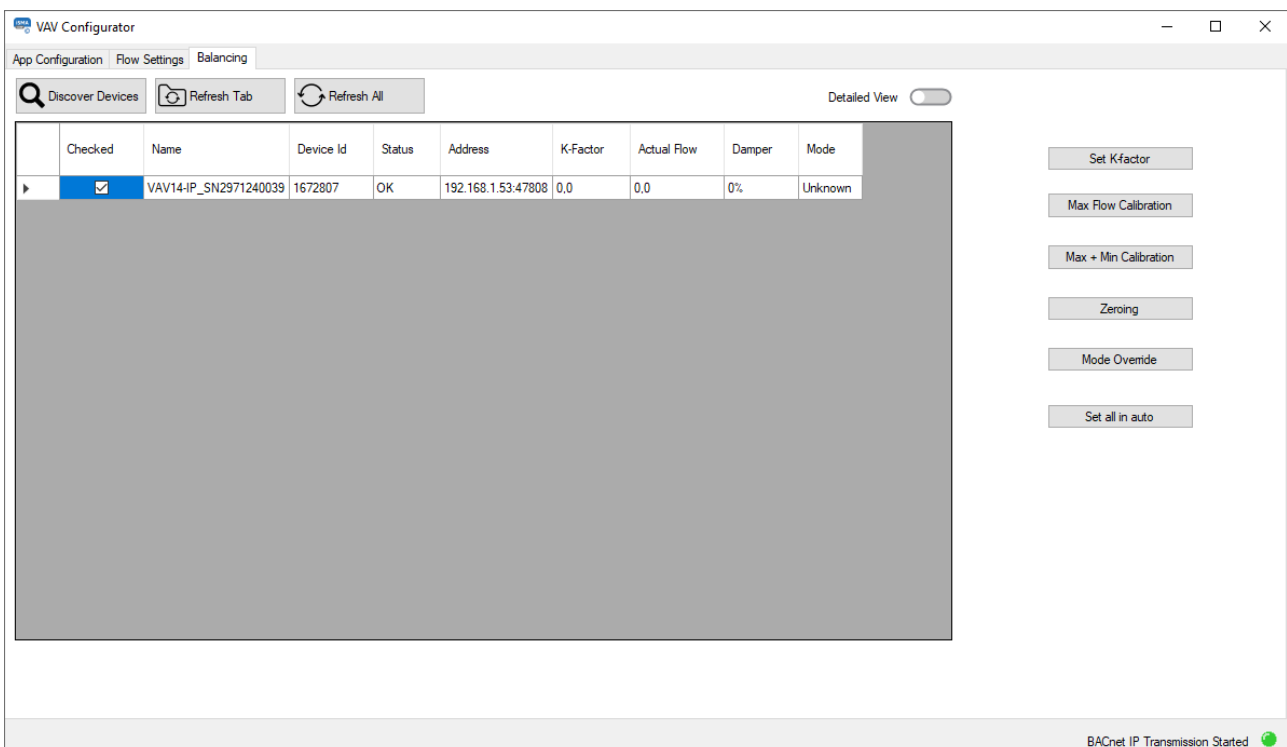 iSMA
VAV Configurator
App Configuration Flow Settings Balancing
Discover Devices Refresh Tab Refresh All Detailed View
Checked Name Device Id Status Address K-Factor Actual Flow Damper Mode
VAV14-IP_SN2971240039 1672807 OK 192.168.1.53:47808 0,0 0,0 0% Unknown
Set K-factor
Max Flow Calibration
Max + Min Calibration
Zeroing
Mode Override
Set all in auto
BACnet IP Transmission Started